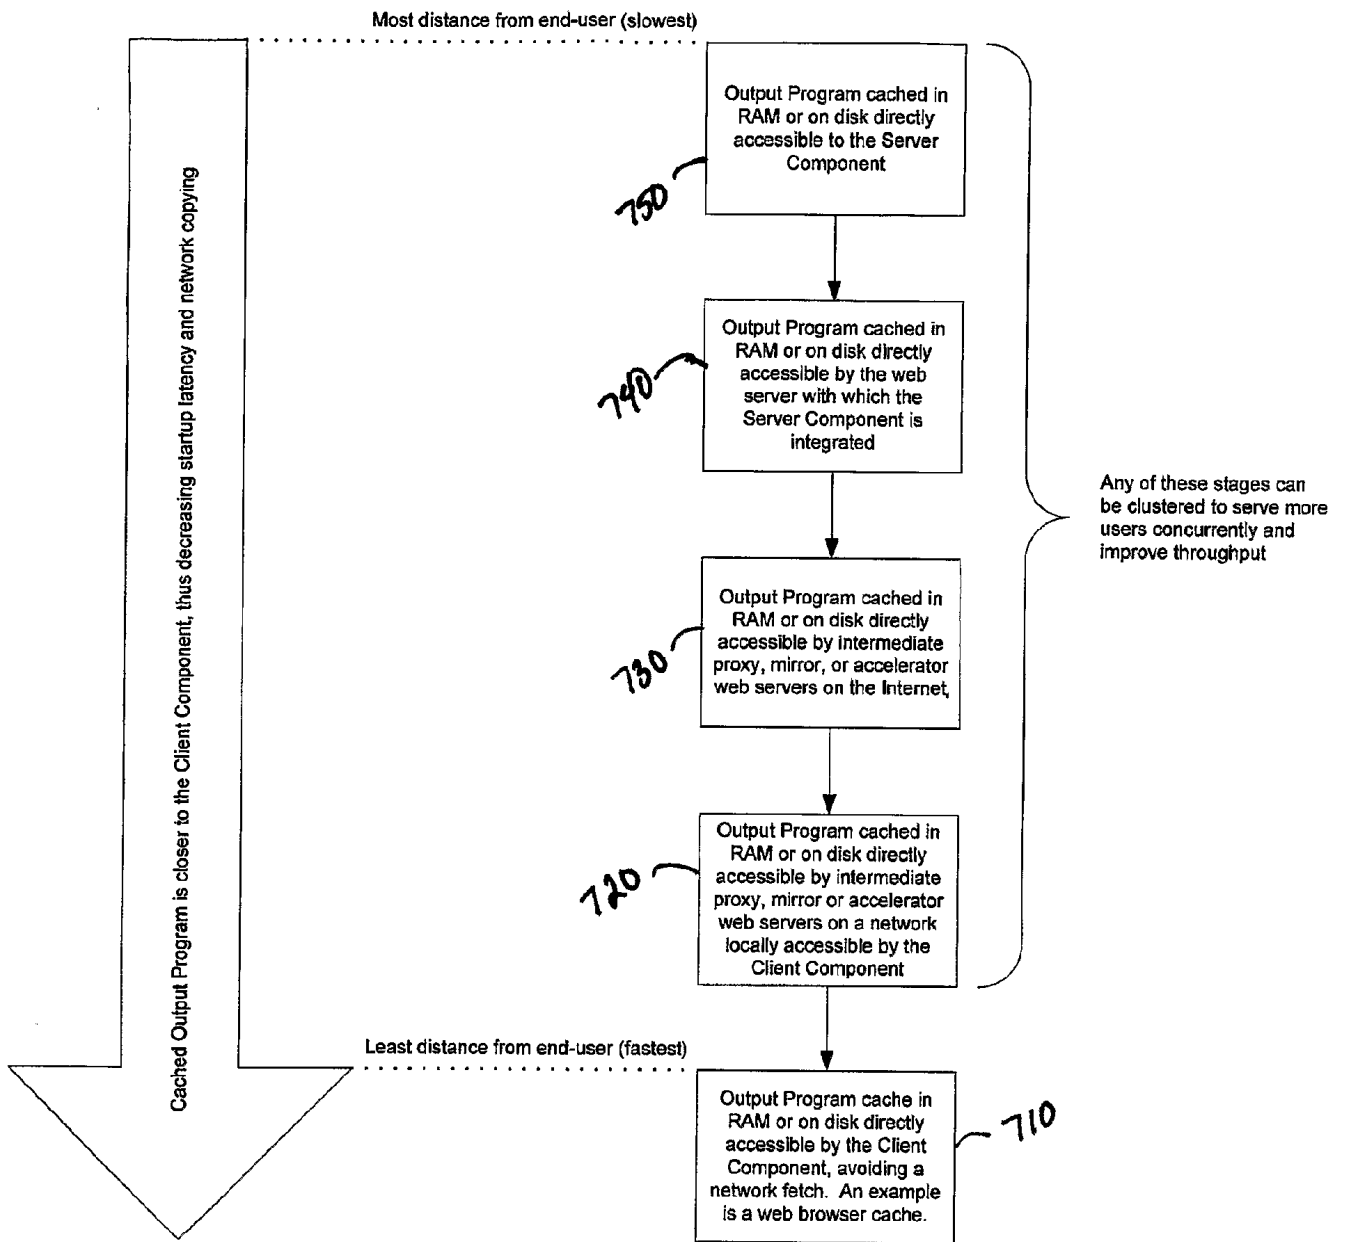 Most distance from end-user (slowest)
Output Program cached in
RAM or on disk directly
accessible to the Server
Component
750
Output Program cached in
RAM or on disk directly
accessible by the web
server with which the
Server Component is
integrated
740
Any of these stages can
be clustered to serve more
users concurrently and
improve throughput
Cached Output Program is closer to the Client Component, thus decreasing startup latency and network copying
Output Program cached in
RAM or on disk directly
accessible by intermediate
proxy, mirror, or accelerator
web servers on the Internet,
730
Output Program cached in
RAM or on disk directly
accessible by intermediate
proxy, mirror or accelerator
web servers on a network
locally accessible by the
Client Component
720
Least distance from end-user (fastest)
Output Program cache in
RAM or on disk directly
accessible by the Client
Component, avoiding a
network fetch. An example
is a web browser cache.
710